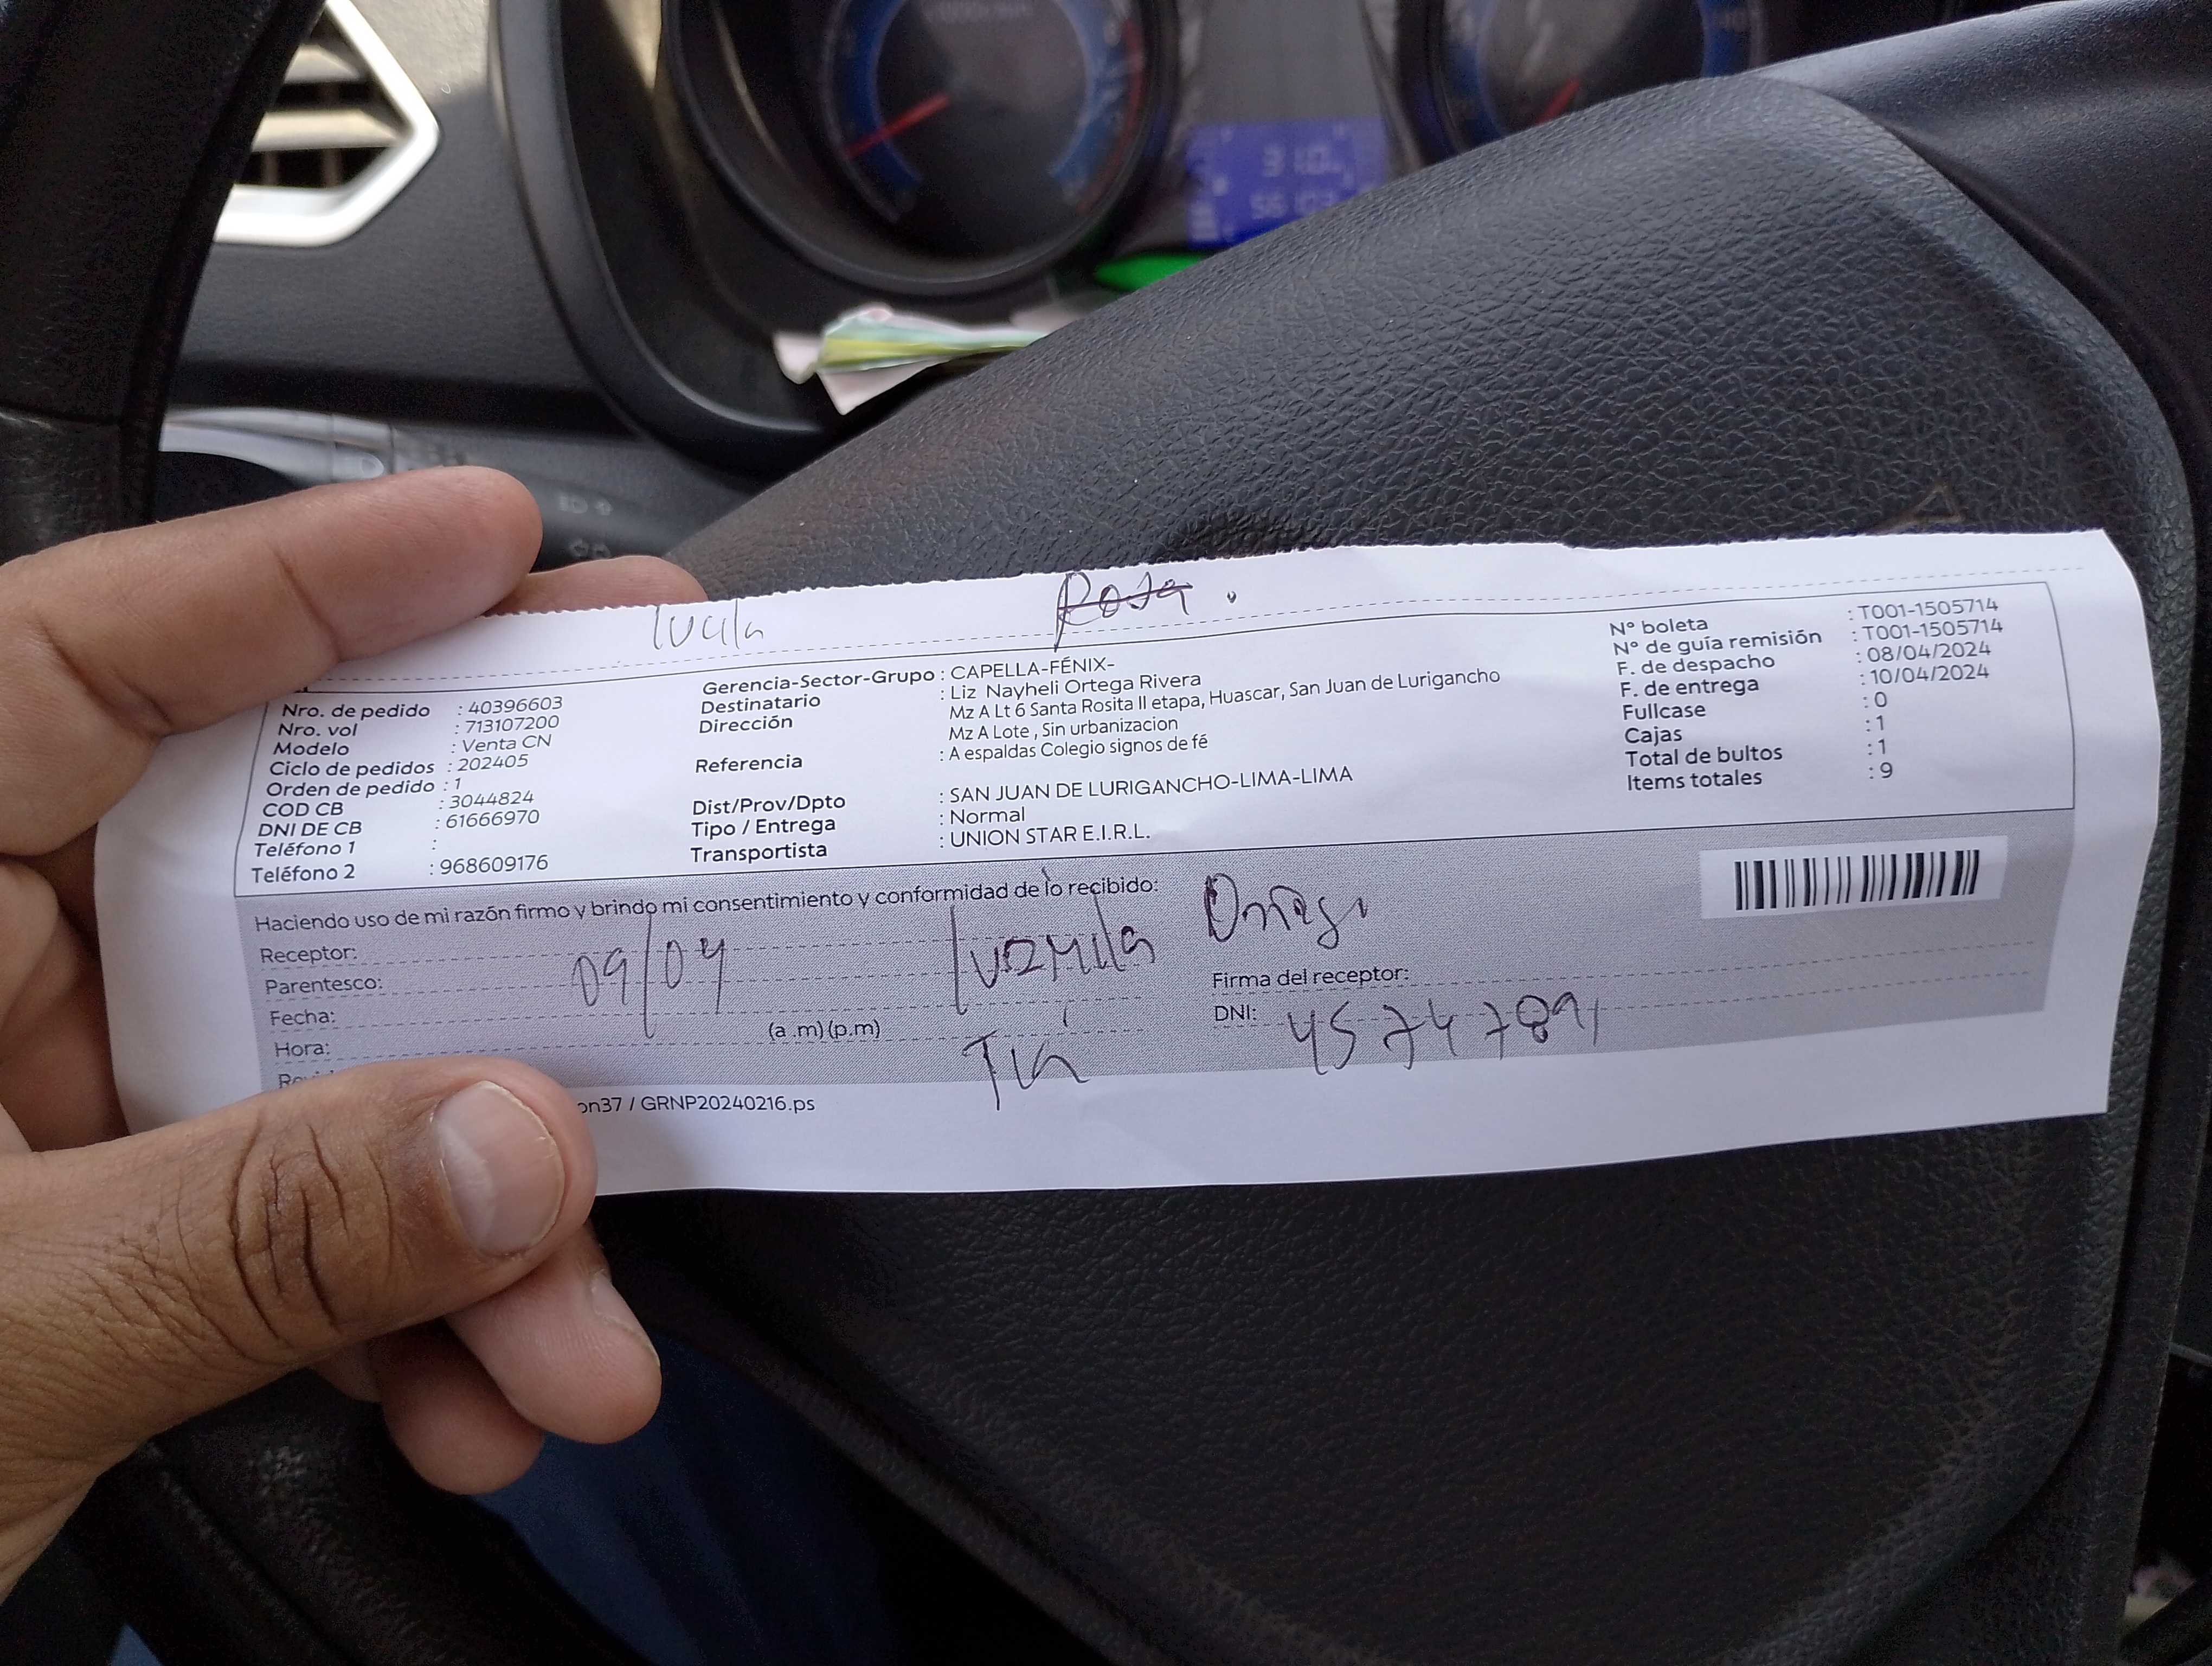 Rosa.
Nro. de pedido : 40396603
Nro. vol : 713107200
Modelo : Venta CN
Ciclo de pedidos : 202405
Orden de pedido : 1
COD CB : 3044824
DNI DE CB : 61666970
Teléfono 1 :
Teléfono 2 : 968609176
Gerencia-Sector-Grupo : CAPELLA-FÉNIX-
Destinatario : Liz Nayheli Ortega Rivera
Dirección Mz A Lt 6 Santa Rosita II etapa, Huascar, San Juan de Lurigancho
Mz A Lote , Sin urbanizacion
Referencia : A espaldas Colegio signos de fé
Dist/Prov/Dpto : SAN JUAN DE LURIGANCHO-LIMA-LIMA
Tipo / Entrega : Normal
Transportista : UNION STAR E.I.R.L.
N° boleta : T001-1505714
N° de guía remisión : T001-1505714
F. de despacho : 08/04/2024
F. de entrega : 10/04/2024
Fullcase : 0
Cajas : 1
Total de bultos : 1
Items totales : 9
Haciendo uso de mi razón firmo y brindo mi consentimiento y conformidad de lo recibido:
Receptor:
Parentesco:
09/04 Luzmila
Fecha:
Hora: (a .m) (p.m)
Tia
Firma del receptor:
DNI: 45747891
on37 / GRNP20240216.ps